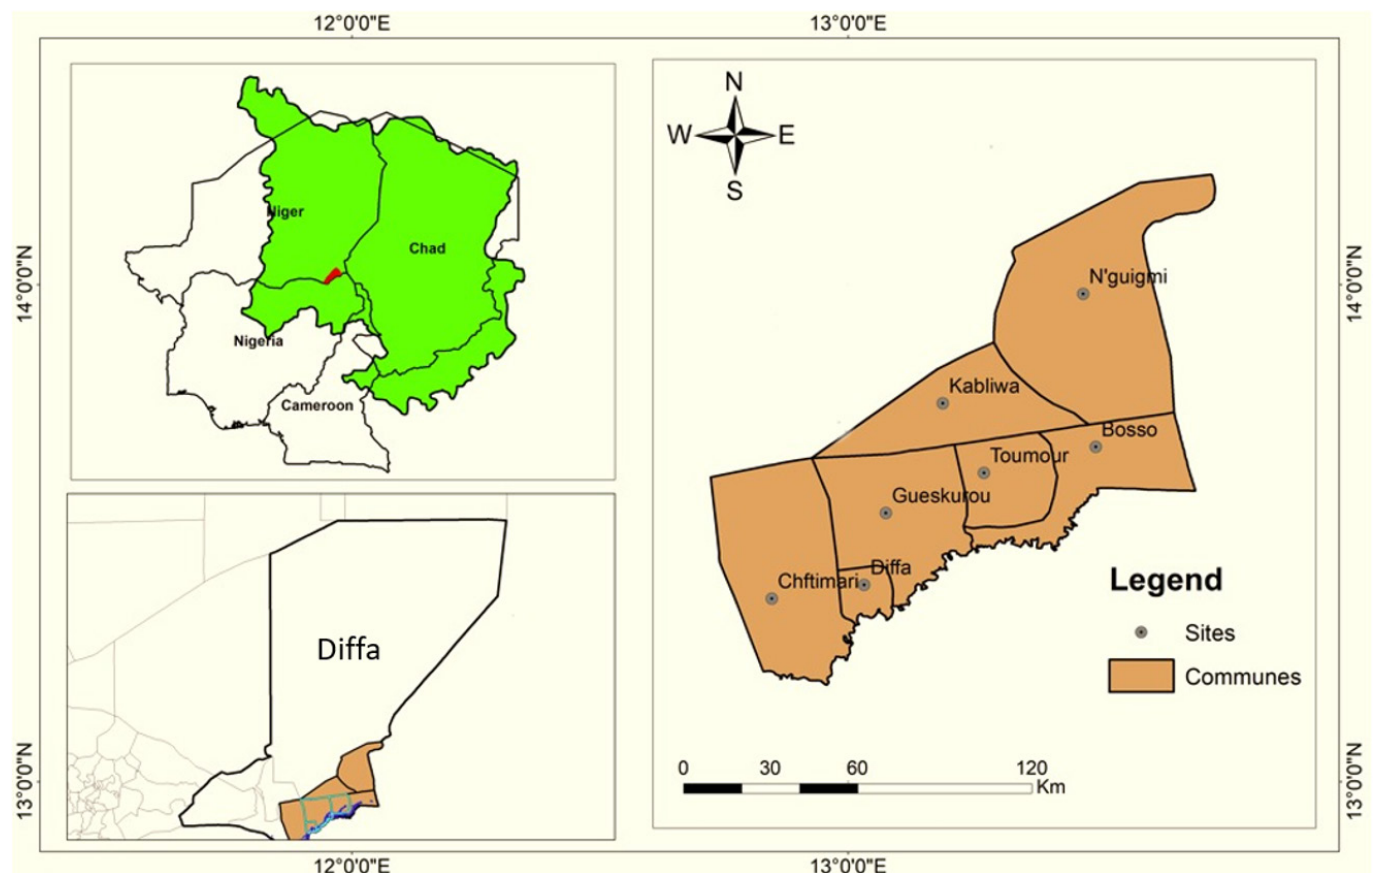 12°0'0"E
13°0'0"E
14°0'0"N
Niger
Chad
Nigeria
Cameroon
N
W
E
S
N'guigmi
Kabliwa
Bosso
Toumour
Gueskurou
Diffa
Chftimari
14°0'0"N
Diffa
Legend
Sites
Communes
0
30
60
120
Km
13°0'0"N
13°0'0"N
12°0'0"E
13°0'0"E